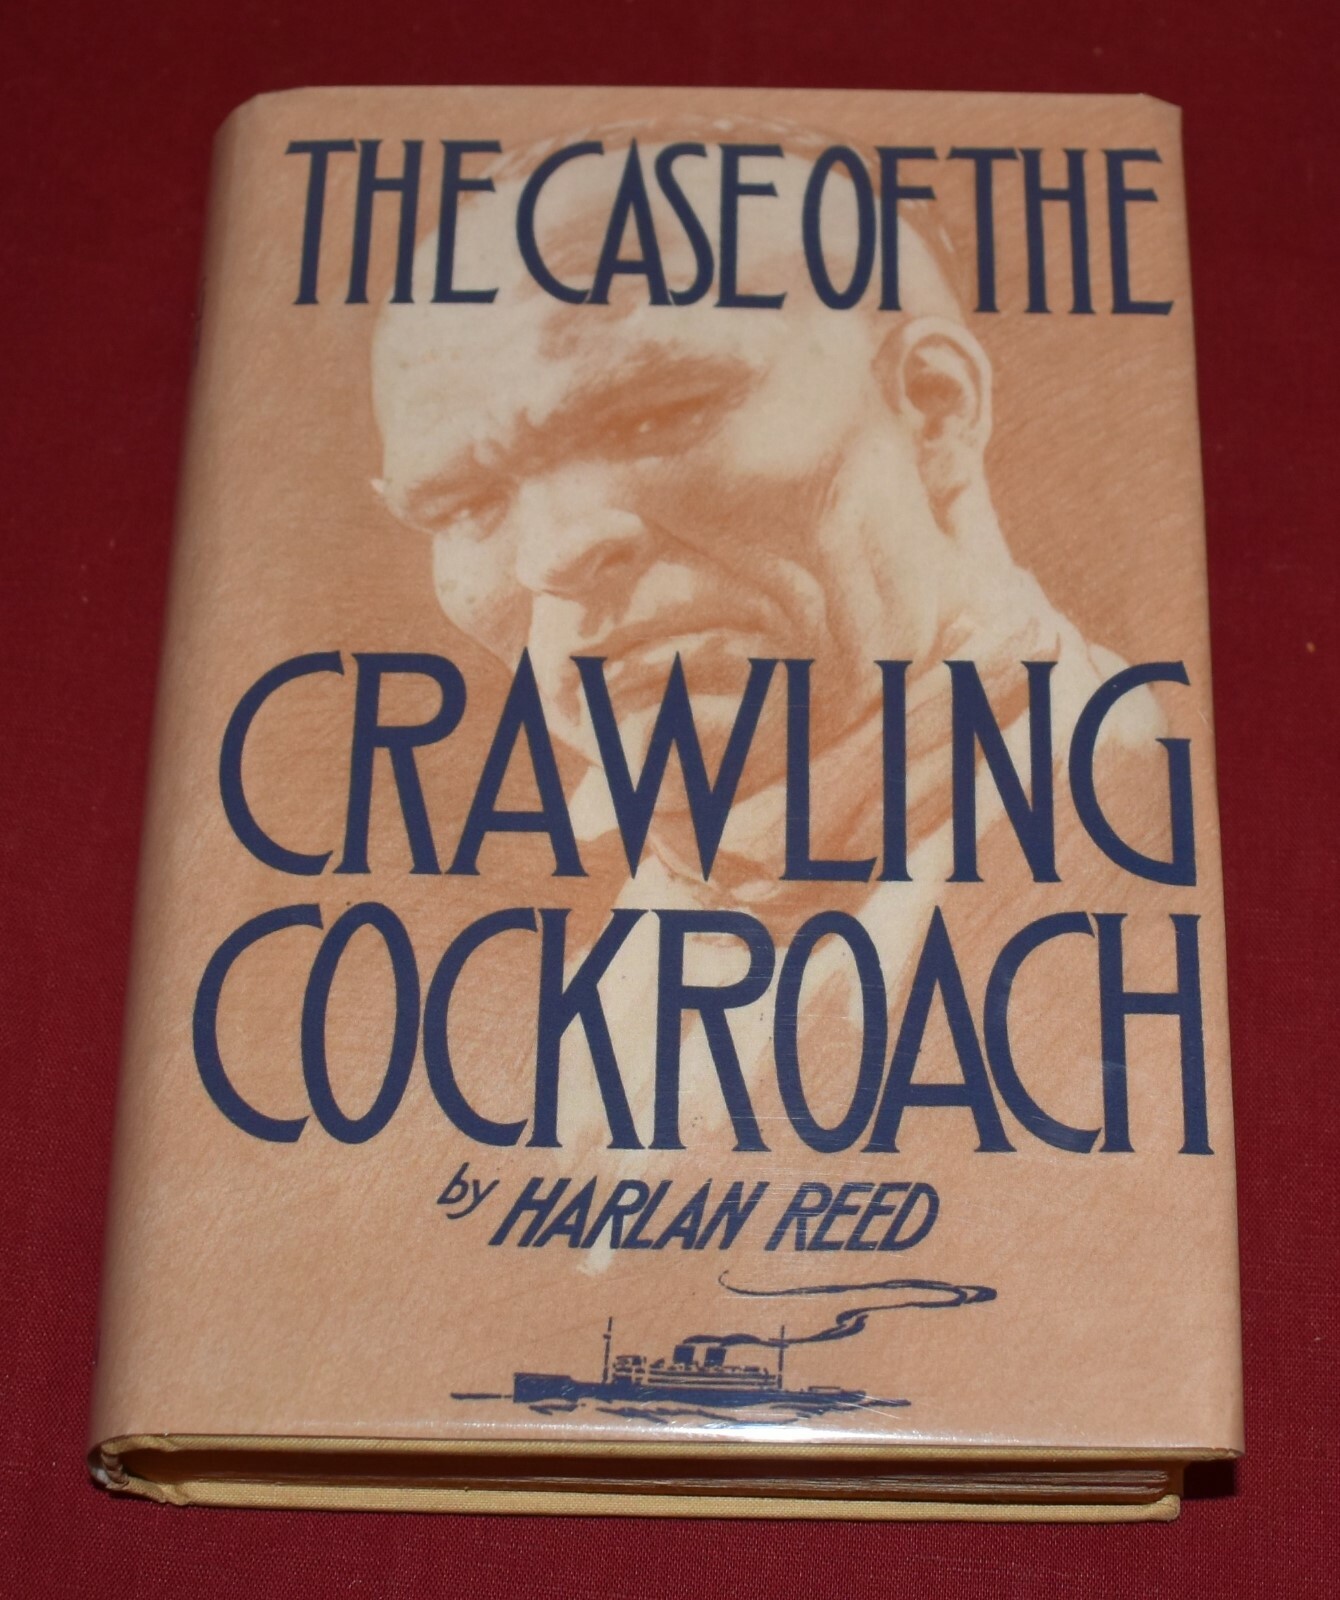 THE CASE OF THE
CRAWLING
COCKROACH
by HARLAN REED